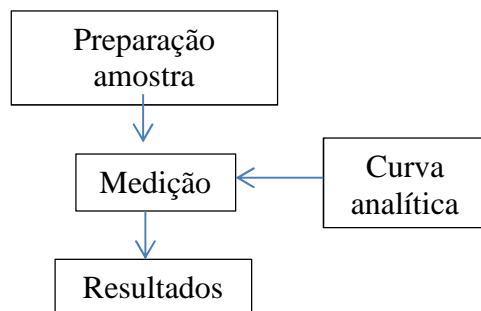 Preparação
amostra
Medição
Curva
analítica
Resultados